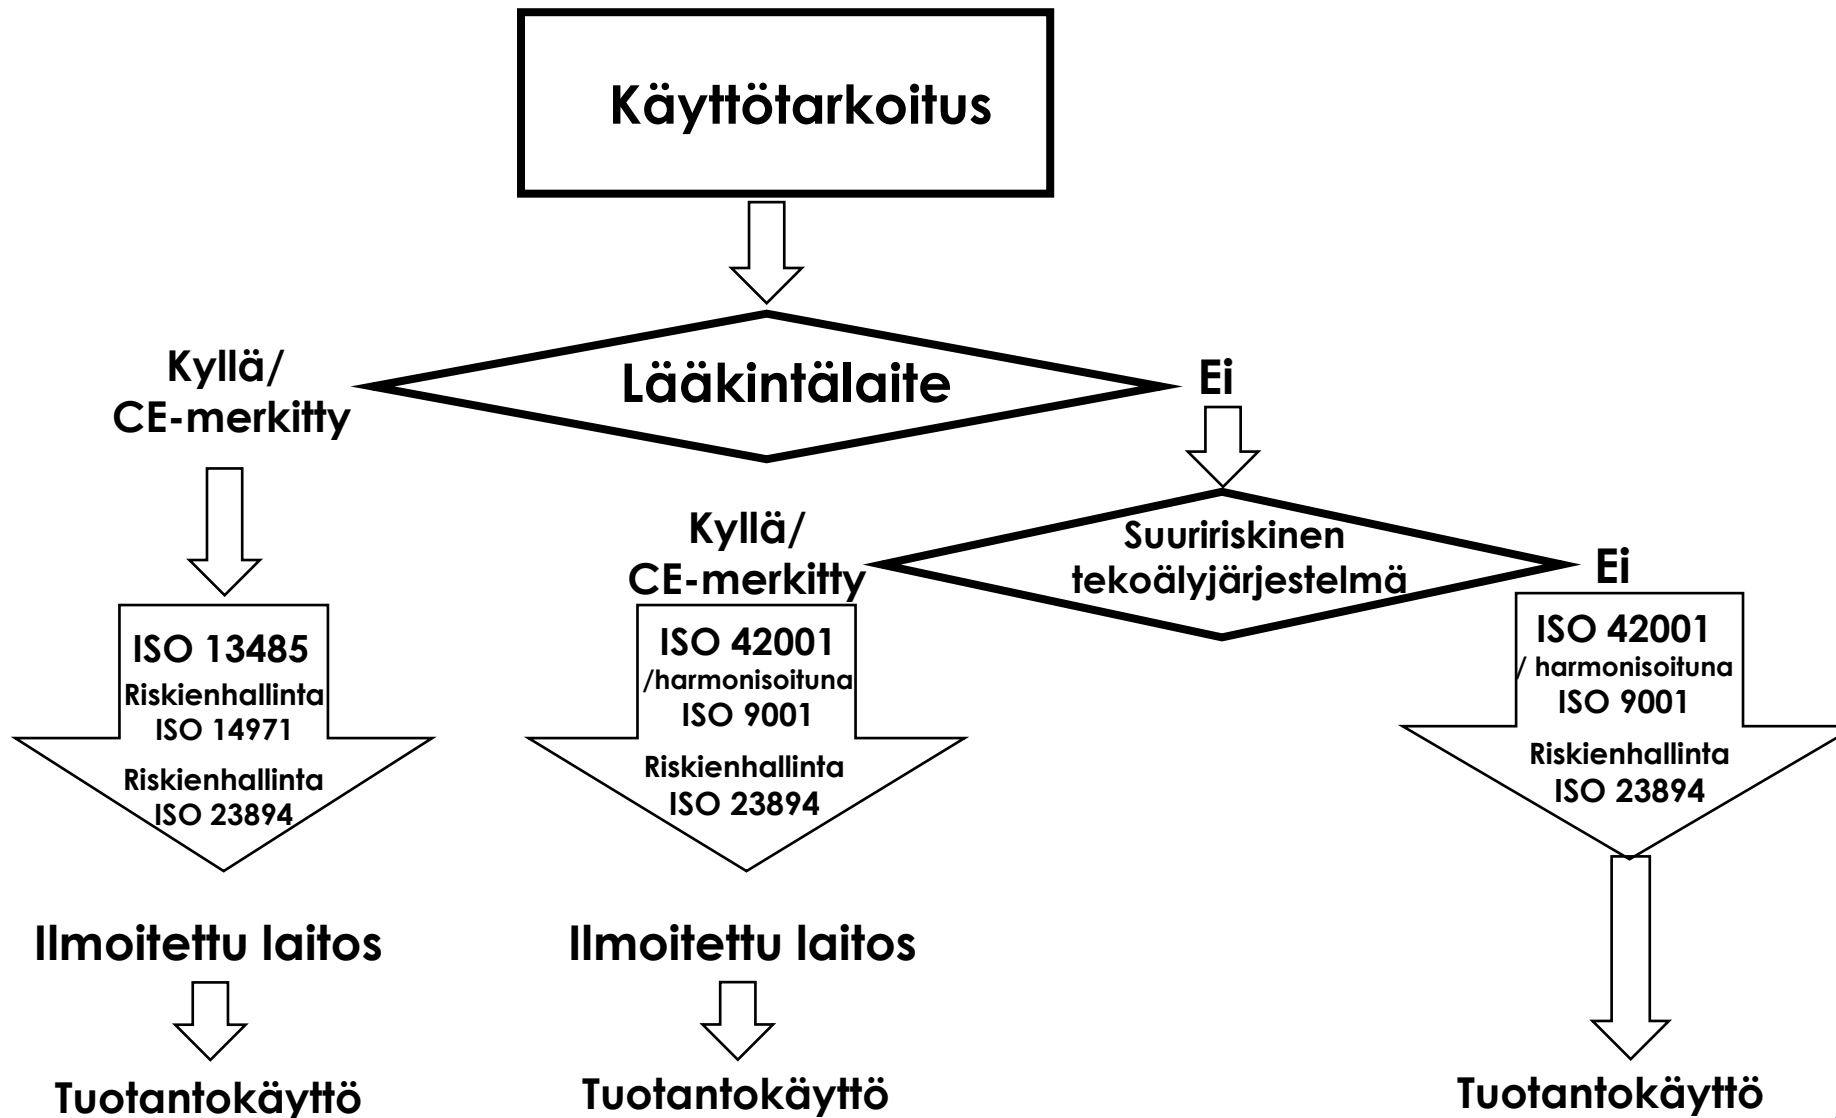 Käyttötarkoitus
Lääkintälaite
Kyllä/
CE-merkitty
Ei
Suuririskinen
tekoälyjärjestelmä
Kyllä/
CE-merkitty
Ei
ISO 13485
Riskienhallinta
ISO 14971
Riskienhallinta
ISO 23894
ISO 42001
/harmonisoituna
ISO 9001
Riskienhallinta
ISO 23894
ISO 42001
/ harmonisoituna
ISO 9001
Riskienhallinta
ISO 23894
Ilmoitettu laitos
Ilmoitettu laitos
Tuotantokäyttö
Tuotantokäyttö
Tuotantokäyttö